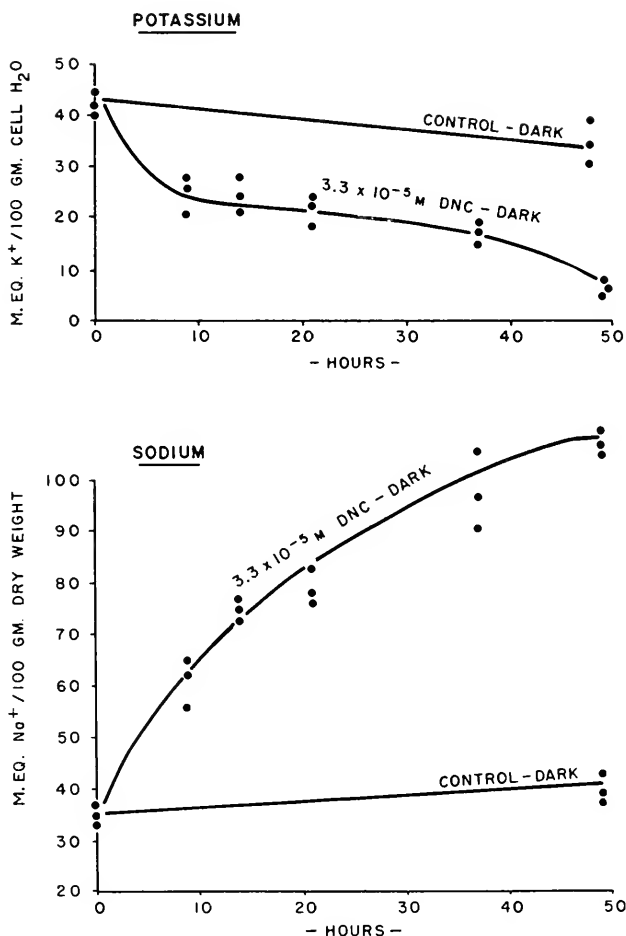 POTASSIUM
M. EQ. K⁺/100 GM. CELL H₂O
50
40
30
20
10
0
CONTROL - DARK
3.3 x 10⁻⁵ M DNC - DARK
0 10 20 30 40 50
- HOURS -
SODIUM
M. EQ. Na⁺/100 GM. DRY WEIGHT
100
90
80
70
60
50
40
30
20
3.3 x 10⁻⁵ M DNC - DARK
CONTROL - DARK
0 10 20 30 40 50
- HOURS -